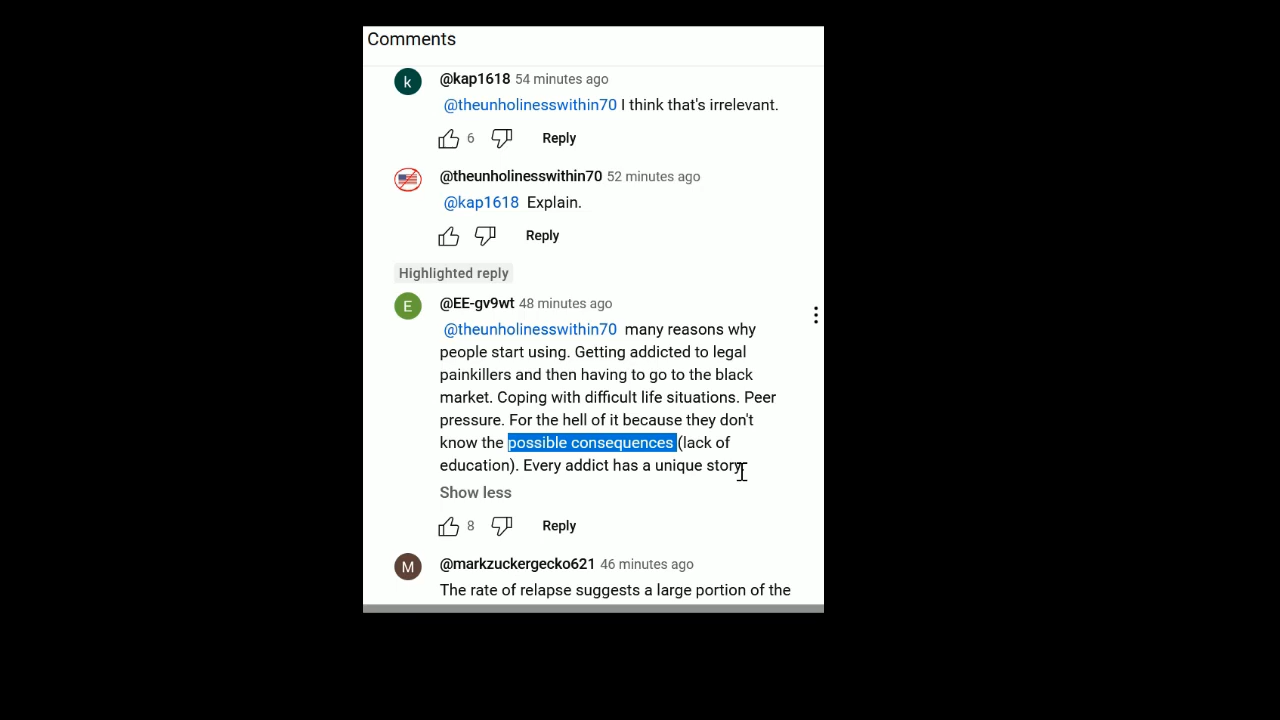 Comments
@kap1618 54 minutes ago
@theunholinesswithin70 I think that's irrelevant.
6 Reply
@theunholinesswithin70 52 minutes ago
@kap1618 Explain.
Reply
Highlighted reply
E @EE-gv9wt 48 minutes ago
@theunholinesswithin70 many reasons why
people start using. Getting addicted to legal
painkillers and then having to go to the black
market. Coping with difficult life situations. Peer
pressure. For the hell of it because they don't
know the possible consequences (lack of
education). Every addict has a unique story.
Show less
8 Reply
M @markzuckergecko621 46 minutes ago
The rate of relapse suggests a large portion of the